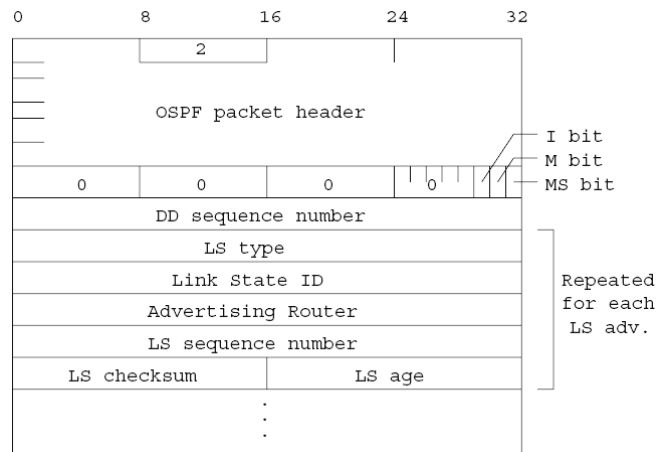 0 8 16 24 32
2
OSPF packet header
I bit
M bit
0 0 0 0 MS bit
DD sequence number
LS type
Link State ID
Repeated
for each
LS adv.
Advertising Router
LS sequence number
LS checksum LS age